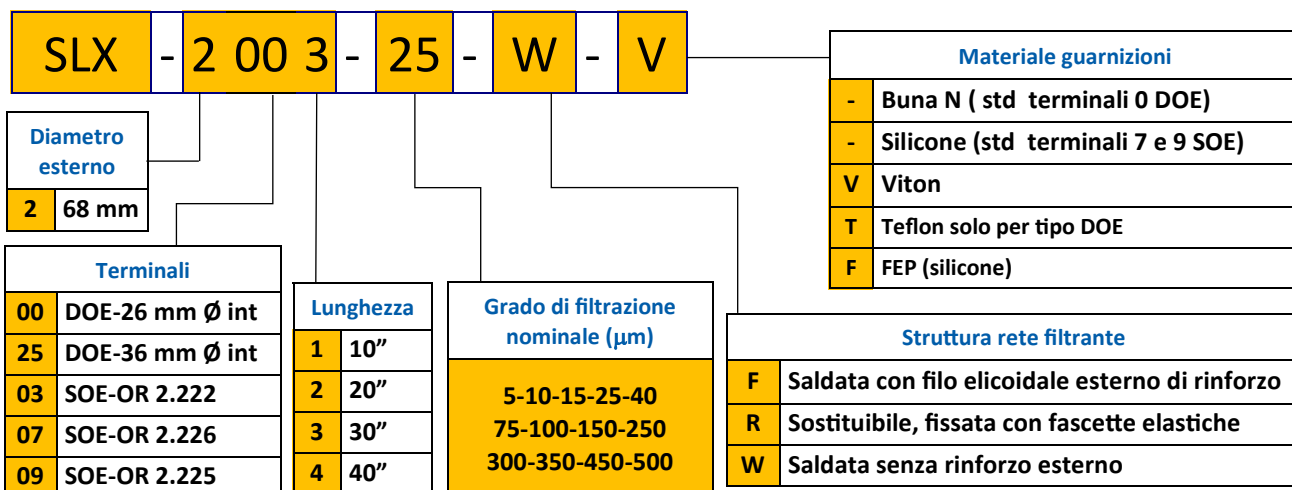 SLX - 2 00 3 - 25 - W - V
Diametro
esterno
2 68 mm
Terminali
00 DOE-26 mm Ø int
25 DOE-36 mm Ø int
03 SOE-OR 2.222
07 SOE-OR 2.226
09 SOE-OR 2.225
Lunghezza
1 10”
2 20”
3 30”
4 40”
Grado di filtrazione
nominale (μm)
5-10-15-25-40
75-100-150-250
300-350-450-500
Materiale guarnizioni
- Buna N ( std terminali 0 DOE)
- Silicone (std terminali 7 e 9 SOE)
V Viton
T Teflon solo per tipo DOE
F FEP (silicone)
Struttura rete filtrante
F Saldata con filo elicoidale esterno di rinforzo
R Sostituibile, fissata con fascette elastiche
W Saldata senza rinforzo esterno